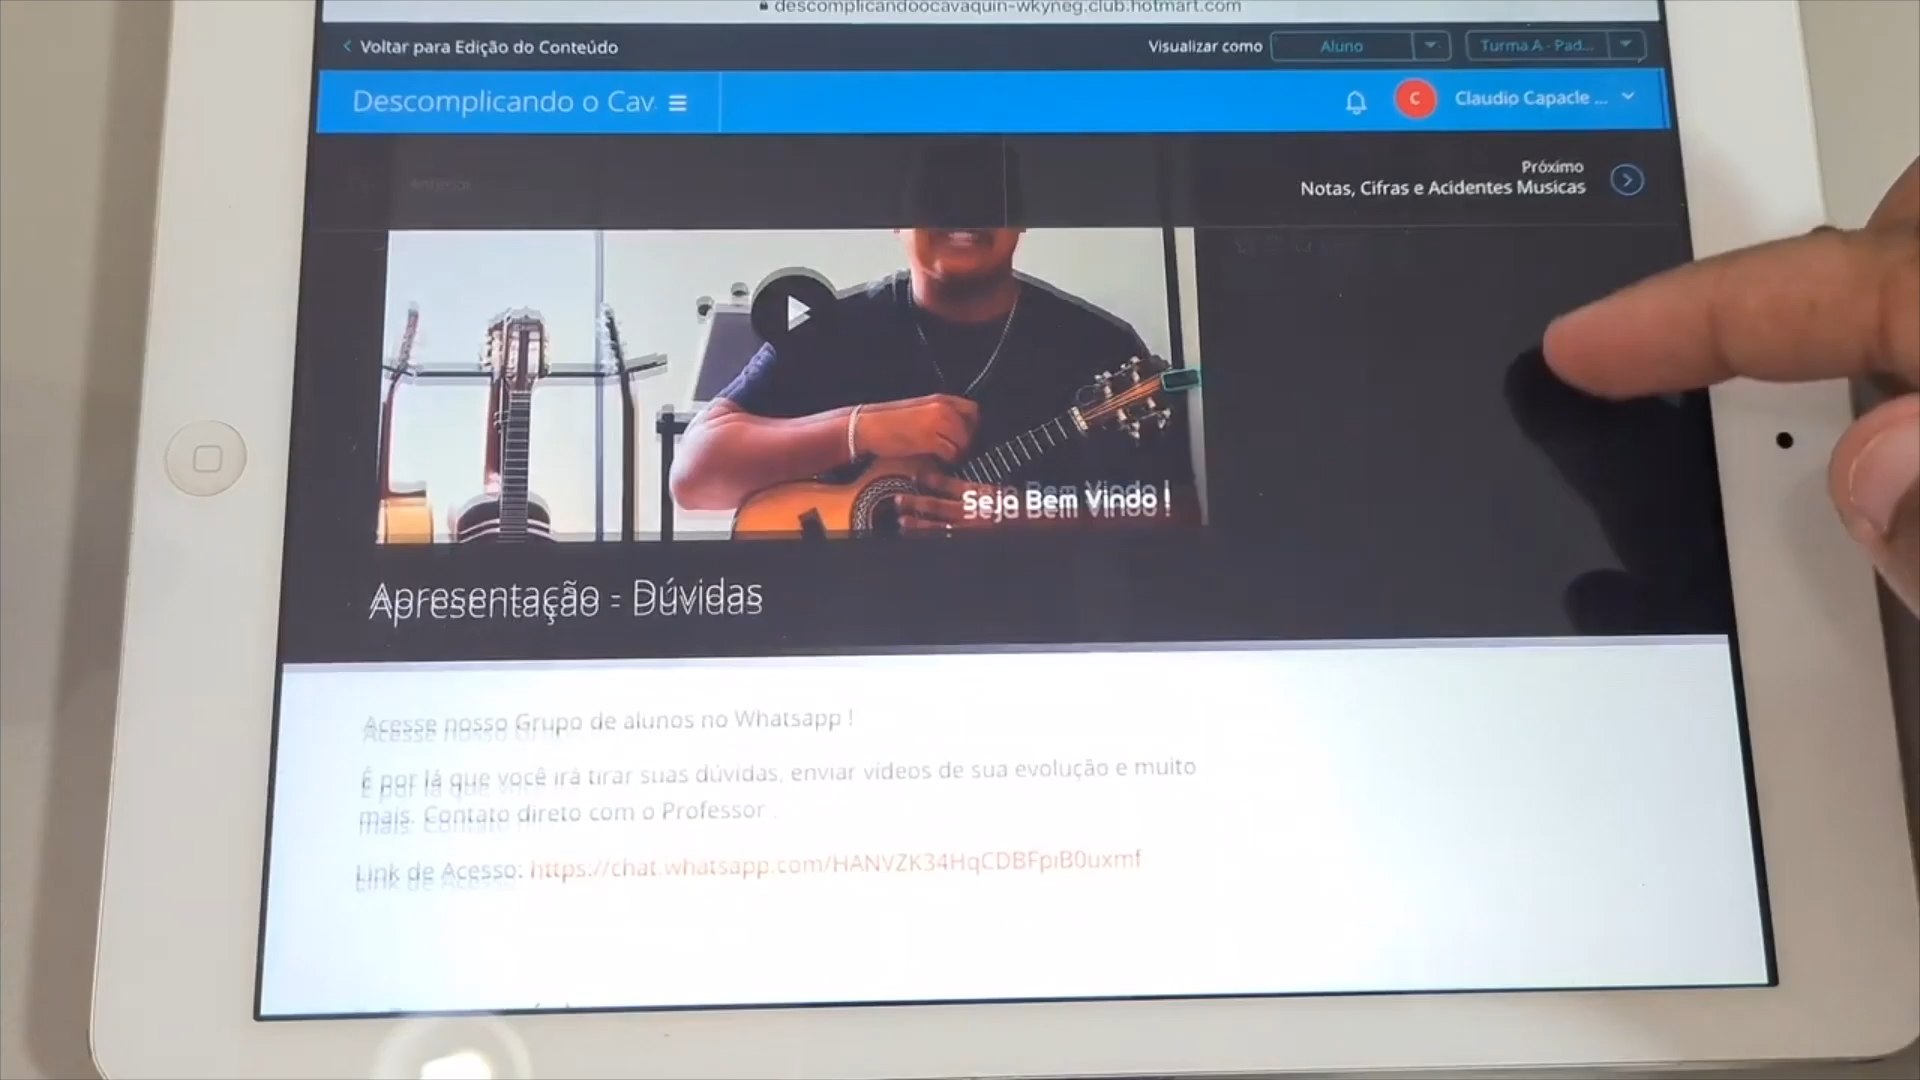 descomplicandoocavaquin-wkyneg.club.hotmart.com
Voltar para Edição do Conteúdo
Visualizar como
Aluno
Turma A - Pad...
Descomplicando o Cav
C
Claudio Capacle ...
Anterior
Próximo
Notas, Cifras e Acidentes Musicas
Seja Bem Vindo !
Apresentação - Dúvidas
Acesse nosso Grupo de alunos no Whatsapp !
É por lá que você irá tirar suas dúvidas, enviar vídeos de sua evolução e muito
mais. Contato direto com o Professor .
Link de Acesso: https://chat.whatsapp.com/HANVZK34HqCDBFpiB0uxmf